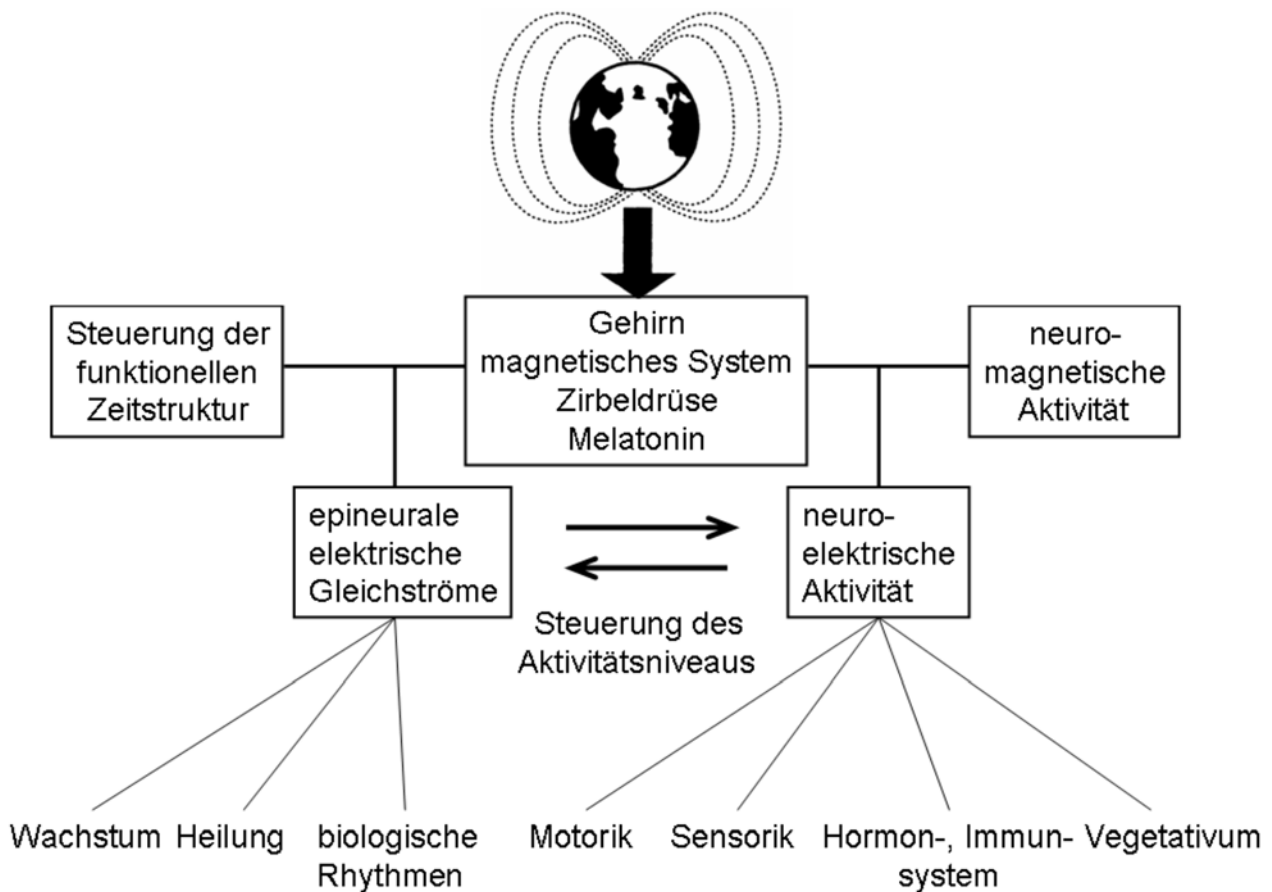 Steuerung der
funktionellen
Zeitstruktur
Gehirn
magnetisches System
Zirbeldrüse
Melatonin
neuro-
magnetische
Aktivität
epineurale
elektrische
Gleichströme
neuro-
elektrische
Aktivität
Steuerung des
Aktivitätsniveaus
Wachstum
Heilung
biologische
Rhythmen
Motorik
Sensorik
Hormon-, Immun-
system
Vegetativum